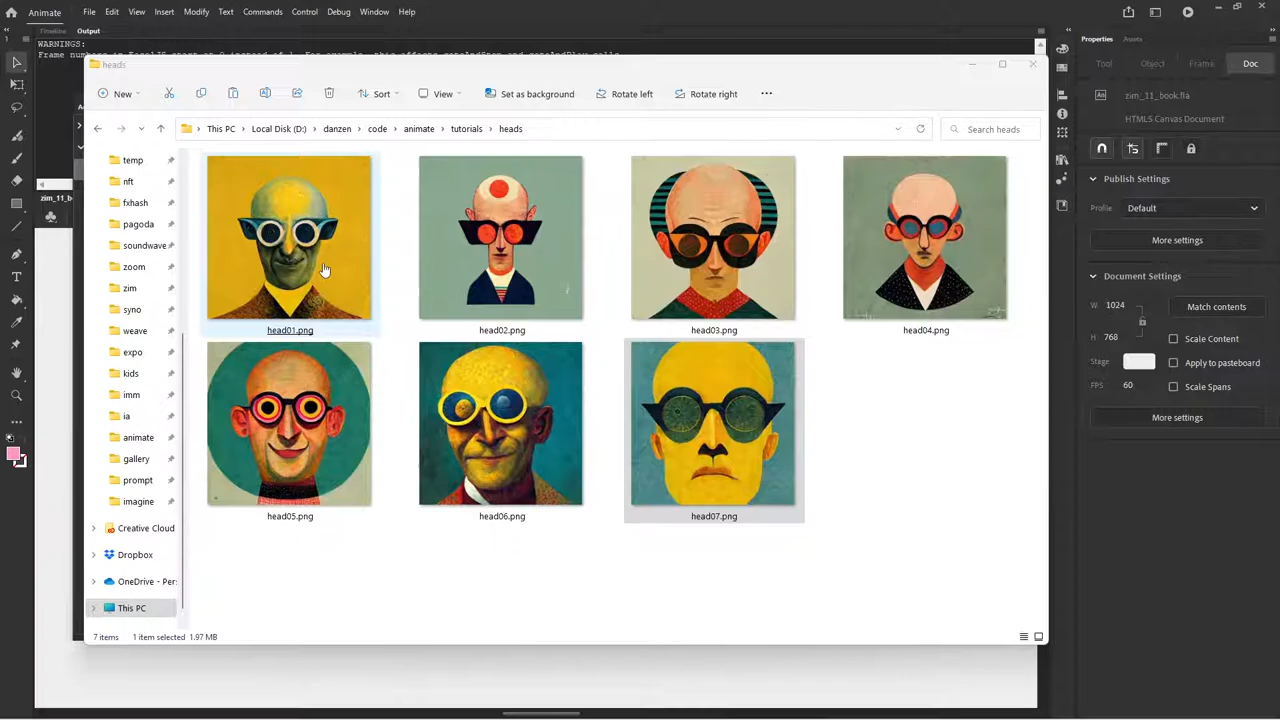 Animate File Edit View Insert Modify Text Commands Control Debug Window Help
Timeline Output
WARNINGS:
heads
New Sort View Set as background Rotate left Rotate right
This PC Local Disk (D:) danzen code animate tutorials heads Search heads
temp
nft
fxhash
pagoda
soundwave
zoom
zim
syno
weave
expo
kids
imm
ia
animate
gallery
prompt
imagine
Creative Cloud
Dropbox
OneDrive - Pers
This PC
head01.png head02.png head03.png head04.png
head05.png head06.png head07.png
7 items 1 item selected 1.97 MB
zim_11_b
Properties Assets
Tool Object Frame Doc
zim_11_book.fla
HTML5 Canvas Document
Publish Settings
Profile Default
More settings
Document Settings
W 1024 Match contents
H 768 Scale Content
Stage Apply to pasteboard
FPS 60 Scale Spans
More settings